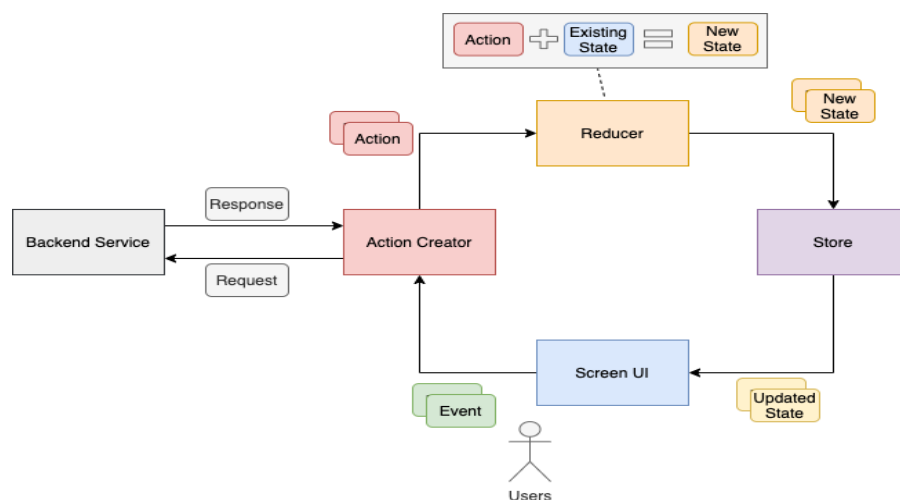 Action
Existing
State
New
State
New
State
Action
Reducer
Response
Backend Service
Action Creator
Store
Request
Screen UI
Updated
State
Event
Users